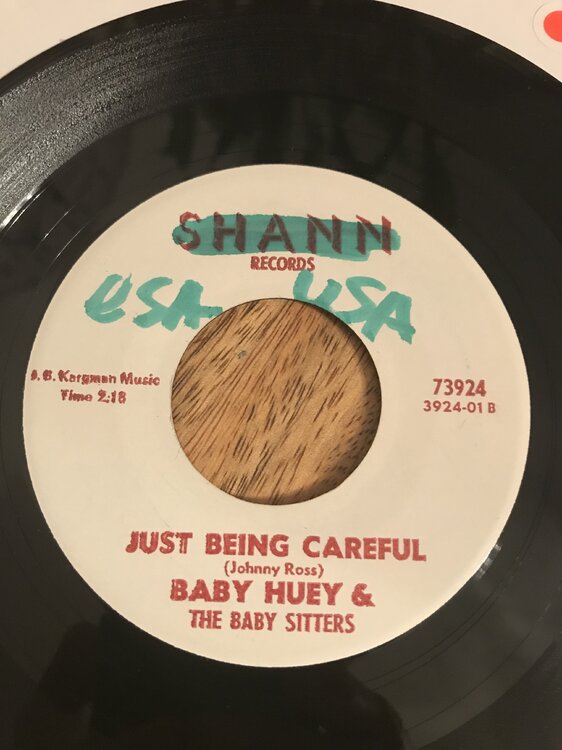 SHANN
RECORDS
USA USA
J. B. Kargman Music
Time 2:18
73924
3924-01 B
JUST BEING CAREFUL
(Johnny Ross)
BABY HUEY &
THE BABY SITTERS